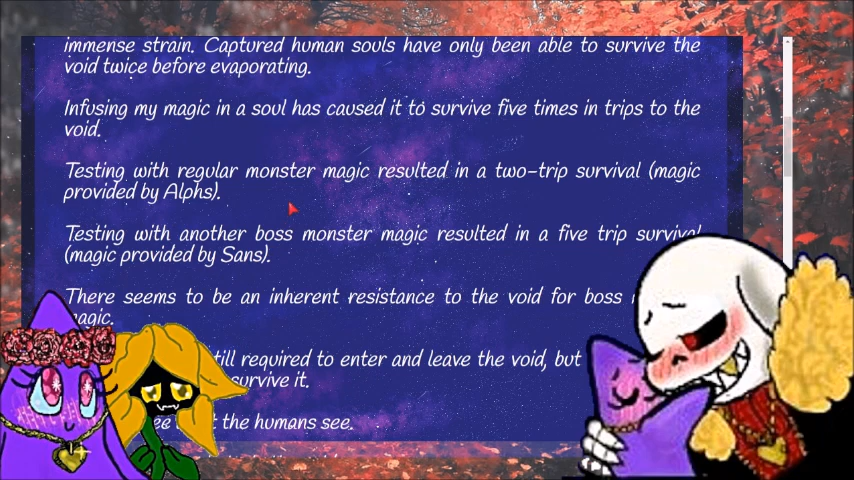 immense strain. Captured human souls have only been able to survive the
void twice before evaporating.
Infusing my magic in a soul has caused it to survive five times in trips to the
void.
Testing with regular monster magic resulted in a two-trip survival (magic
provided by Alphs).
Testing with another boss monster magic resulted in a five trip survival
(magic provided by Sans).
There seems to be an inherent resistance to the void for boss
magic.
still required to enter and leave the void, but
survive it.
the humans see.